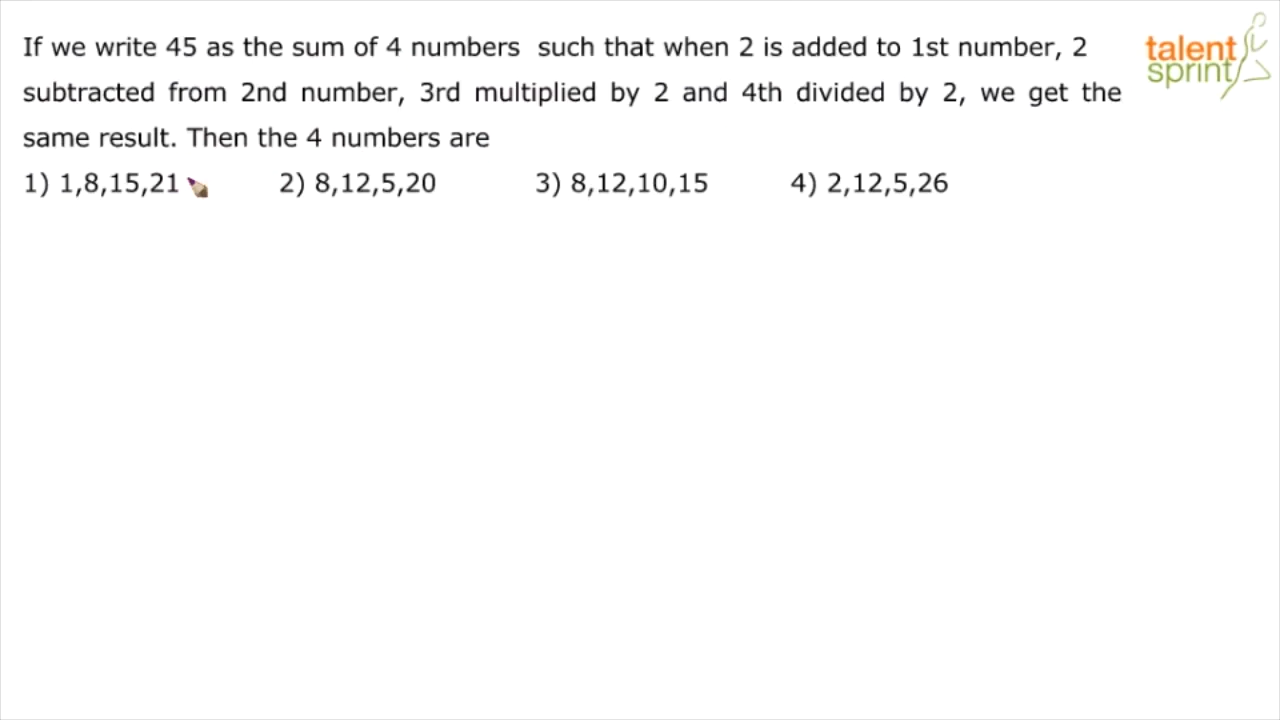 If we write 45 as the sum of 4 numbers such that when 2 is added to 1st number, 2
subtracted from 2nd number, 3rd multiplied by 2 and 4th divided by 2, we get the
same result. Then the 4 numbers are
1) 1,8,15,21 2) 8,12,5,20 3) 8,12,10,15 4) 2,12,5,26
talent
sprint